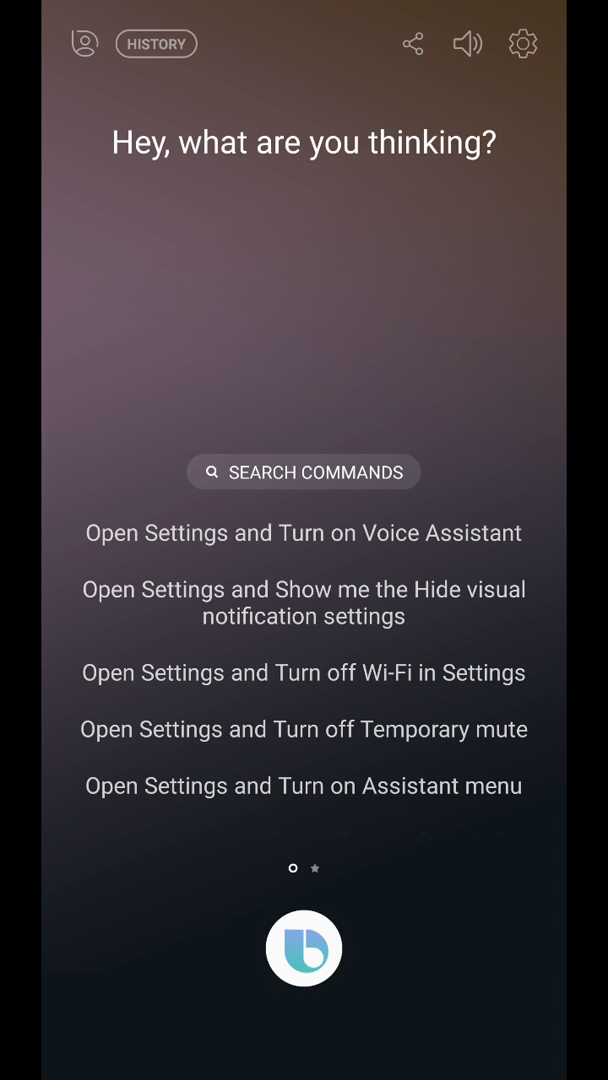 HISTORY
Hey, what are you thinking?
SEARCH COMMANDS
Open Settings and Turn on Voice Assistant
Open Settings and Show me the Hide visual
notification settings
Open Settings and Turn off Wi-Fi in Settings
Open Settings and Turn off Temporary mute
Open Settings and Turn on Assistant menu